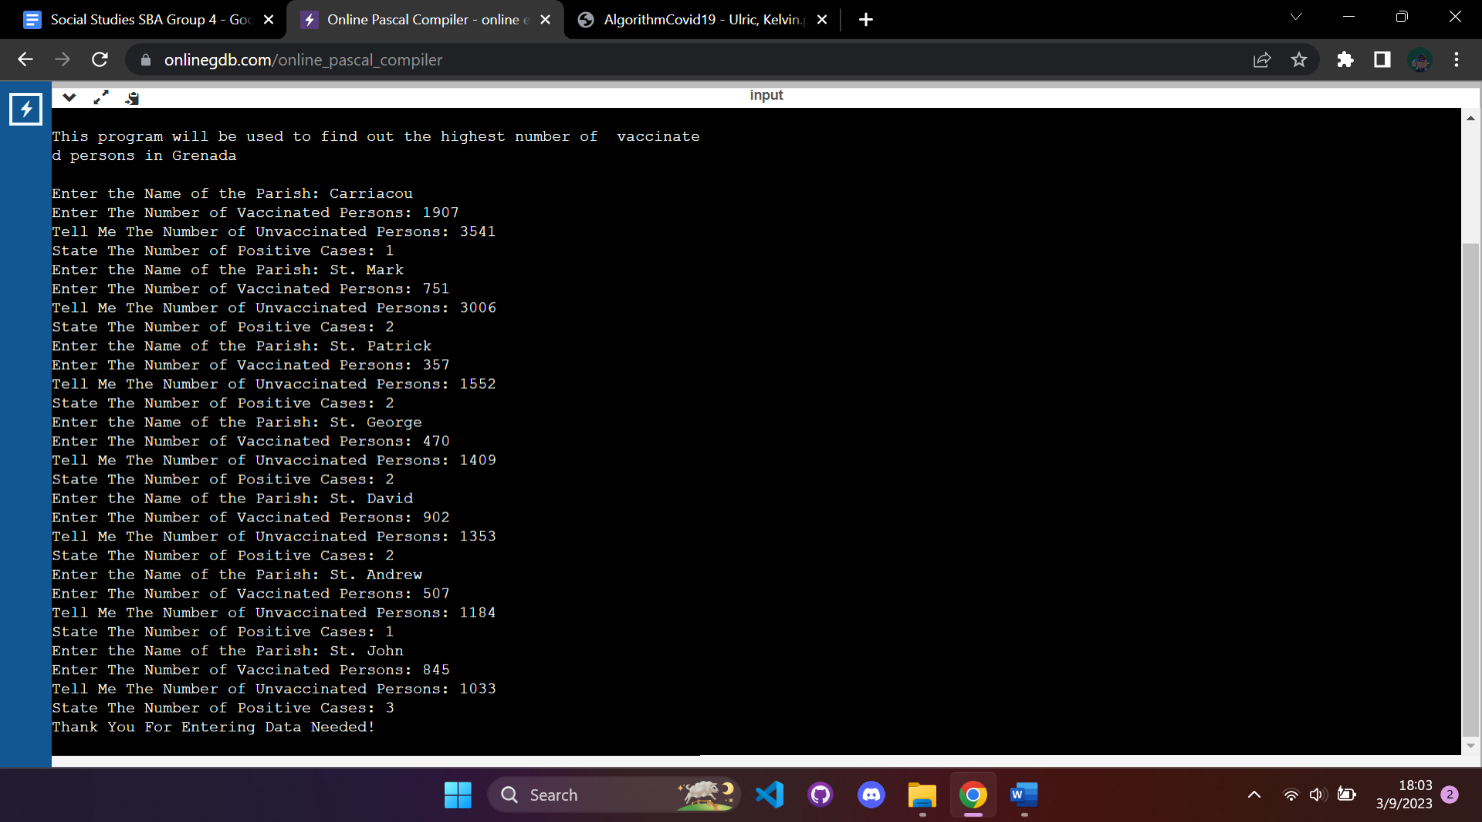 Social Studies SBA Group 4 - Goo
Online Pascal Compiler - online e
AlgorithmCovid19 - Ulric, Kelvin.p
onlinegdb.com/online_pascal_compiler
input
This program will be used to find out the highest number of  vaccinate
d persons in Grenada
Enter the Name of the Parish: Carriacou
Enter The Number of Vaccinated Persons: 1907
Tell Me The Number of Unvaccinated Persons: 3541
State The Number of Positive Cases: 1
Enter the Name of the Parish: St. Mark
Enter The Number of Vaccinated Persons: 751
Tell Me The Number of Unvaccinated Persons: 3006
State The Number of Positive Cases: 2
Enter the Name of the Parish: St. Patrick
Enter The Number of Vaccinated Persons: 357
Tell Me The Number of Unvaccinated Persons: 1552
State The Number of Positive Cases: 2
Enter the Name of the Parish: St. George
Enter The Number of Vaccinated Persons: 470
Tell Me The Number of Unvaccinated Persons: 1409
State The Number of Positive Cases: 2
Enter the Name of the Parish: St. David
Enter The Number of Vaccinated Persons: 902
Tell Me The Number of Unvaccinated Persons: 1353
State The Number of Positive Cases: 2
Enter the Name of the Parish: St. Andrew
Enter The Number of Vaccinated Persons: 507
Tell Me The Number of Unvaccinated Persons: 1184
State The Number of Positive Cases: 1
Enter the Name of the Parish: St. John
Enter The Number of Vaccinated Persons: 845
Tell Me The Number of Unvaccinated Persons: 1033
State The Number of Positive Cases: 3
Thank You For Entering Data Needed!
Search
W
18:03
3/9/2023
2